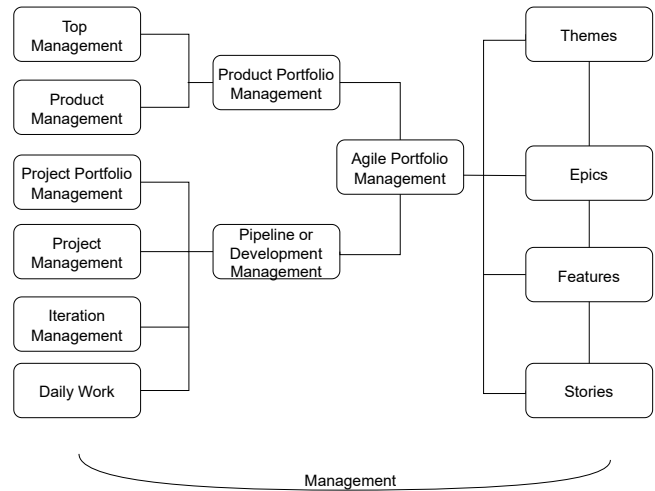 Top
Management
Product
Management
Project Portfolio
Management
Project
Management
Iteration
Management
Daily Work
Product Portfolio
Management
Pipeline or
Development
Management
Agile Portfolio
Management
Themes
Epics
Features
Stories
Management